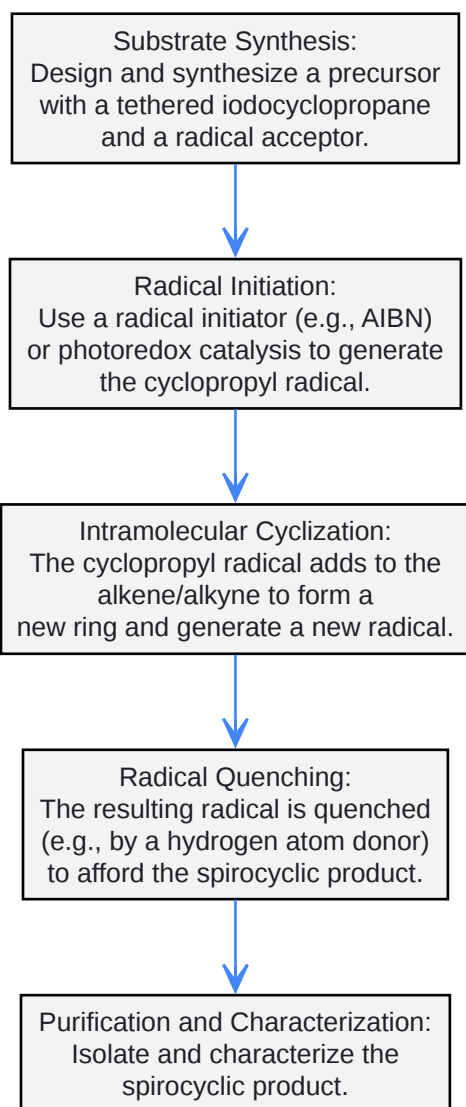 Substrate Synthesis:
Design and synthesize a precursor
with a tethered iodocyclopropane
and a radical acceptor.
Radical Initiation:
Use a radical initiator (e.g., AIBN)
or photoredox catalysis to generate
the cyclopropyl radical.
Intramolecular Cyclization:
The cyclopropyl radical adds to the
alkene/alkyne to form a
new ring and generate a new radical.
Radical Quenching:
The resulting radical is quenched
(e.g., by a hydrogen atom donor)
to afford the spirocyclic product.
Purification and Characterization:
Isolate and characterize the
spirocyclic product.